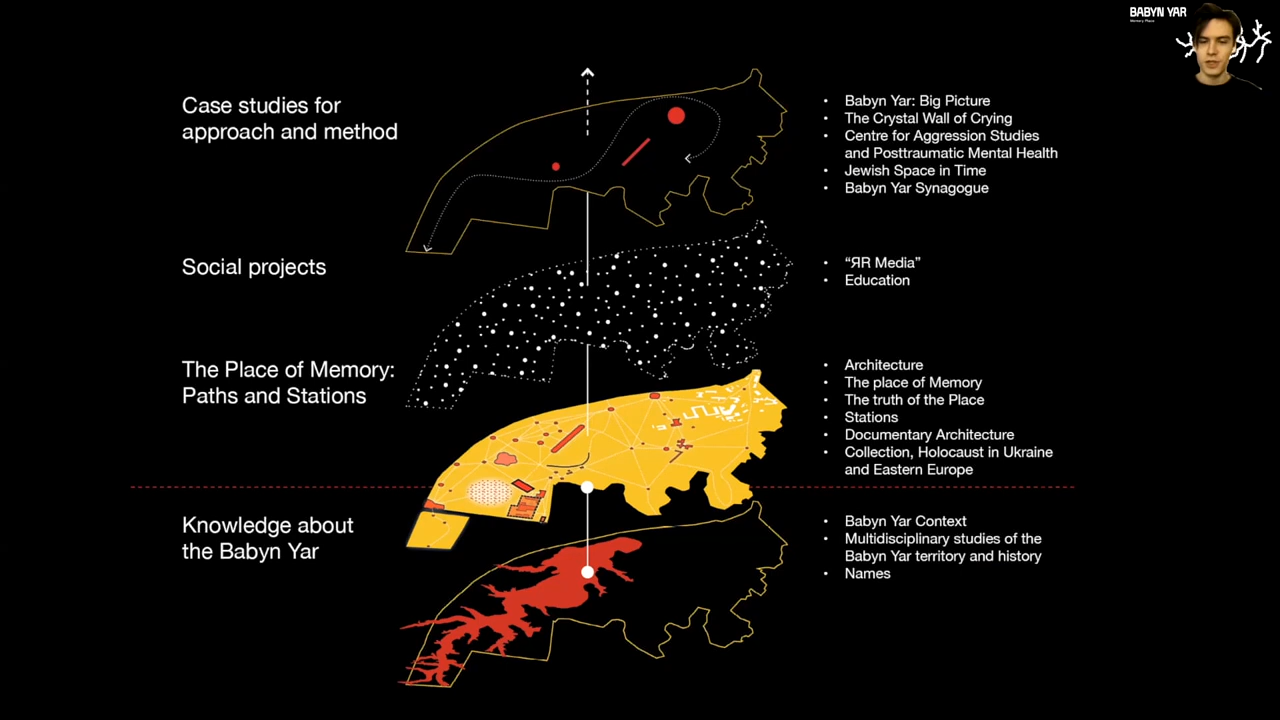 BABYN YAR
Memory Place
Case studies for
approach and method
• Babyn Yar: Big Picture
• The Crystal Wall of Crying
• Centre for Aggression Studies
and Posttraumatic Mental Health
• Jewish Space in Time
• Babyn Yar Synagogue
Social projects
• “ЯR Media”
• Education
The Place of Memory:
Paths and Stations
• Architecture
• The place of Memory
• The truth of the Place
• Stations
• Documentary Architecture
• Collection, Holocaust in Ukraine
and Eastern Europe
Knowledge about
the Babyn Yar
• Babyn Yar Context
• Multidisciplinary studies of the
Babyn Yar territory and history
• Names